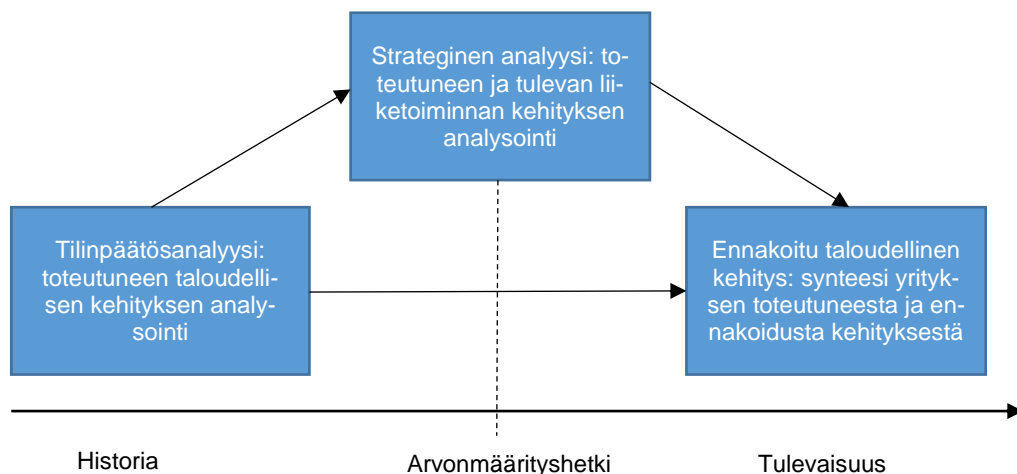 Strateginen analyysi: to-
teutuneen ja tulevan lii-
ketoiminnan kehityksen
analysointi
Tilinpäätösanalyysi:
toteutuneen taloudelli-
sen kehityksen analy-
sointi
Ennakoitu taloudellinen
kehitys: synteesi yrityk-
sen toteutuneesta ja en-
nakoidusta kehityksestä
Historia
Arvonmäärityshetki
Tulevaisuus